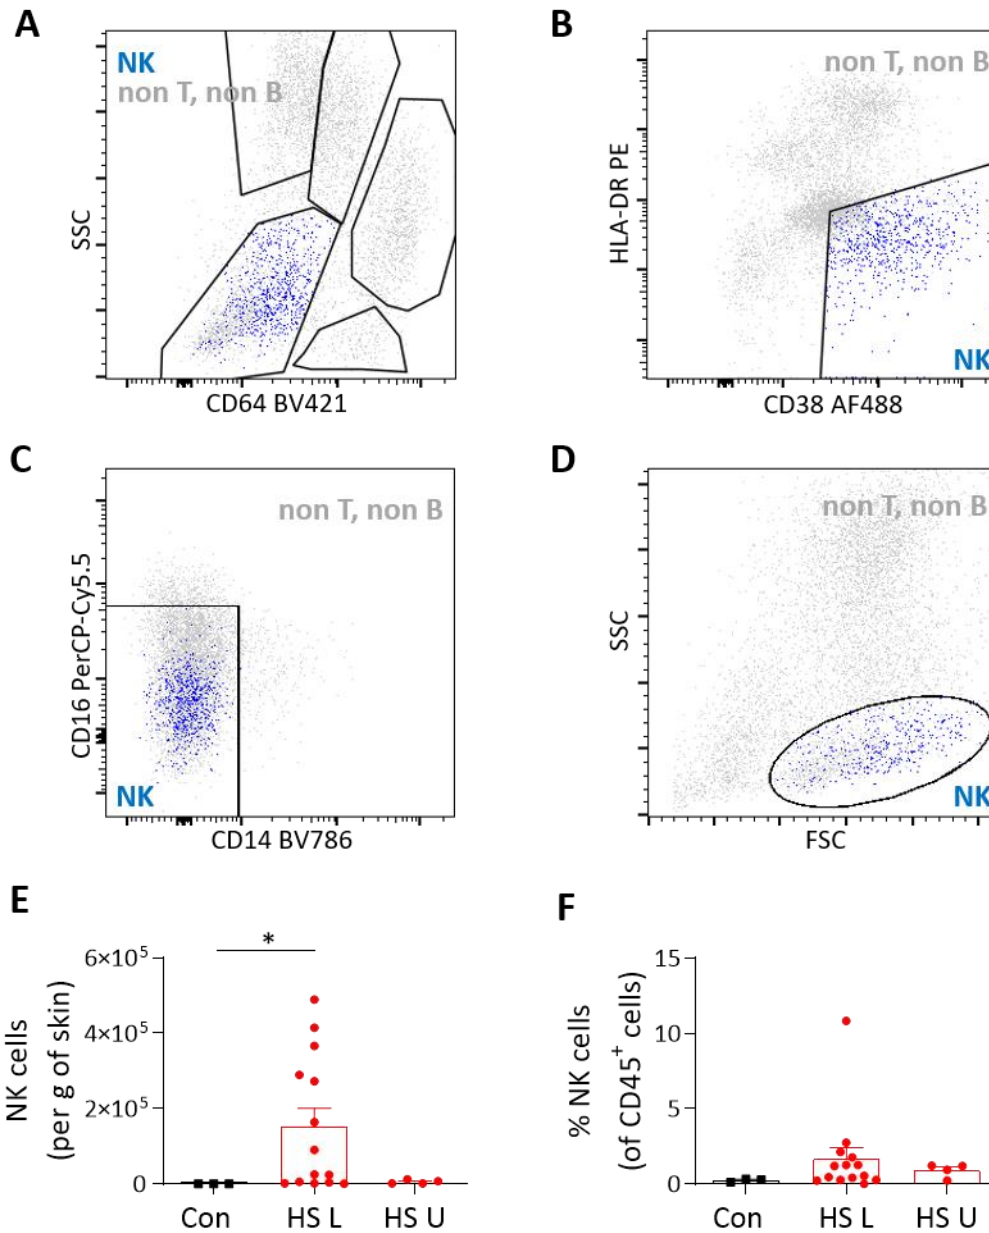 A
NK
non T, non B
SSC
CD64 BV421
B
non T, non B
HLA-DR PE
NK
CD38 AF488
C
non T, non B
CD16 PerCP-Cy5.5
NK
CD14 BV786
D
non T, non B
SSC
NK
FSC
E
NK cells
(per g of skin)
6×10⁵
4×10⁵
2×10⁵
0
*
Con
HS L
HS U
F
% NK cells
(of CD45⁺ cells)
15
10
5
0
Con
HS L
HS U